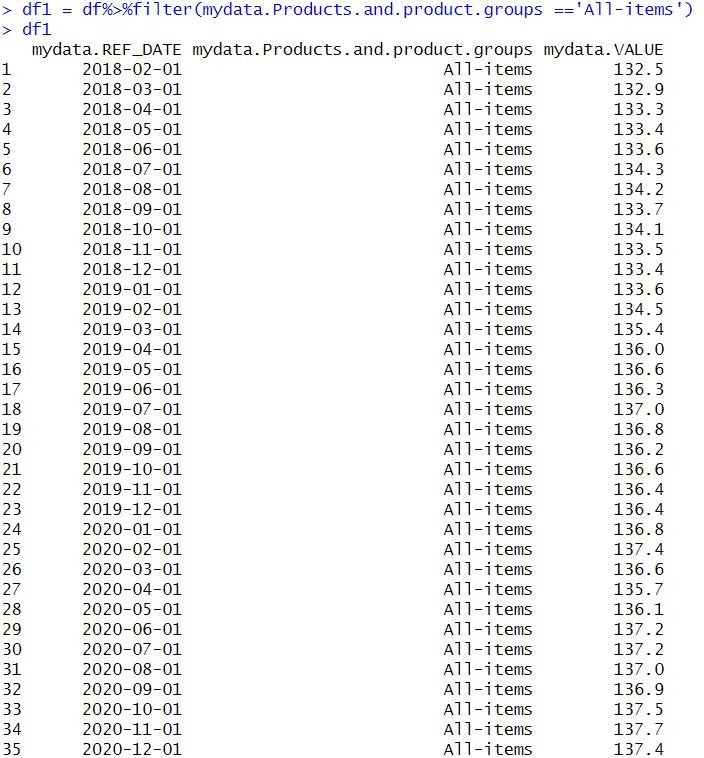 > df1 = df%>%filter(mydata.Products.and.product.groups =='All-items')
> df1
mydata.REF_DATE mydata.Products.and.product.groups mydata.VALUE
1 2018-02-01 All-items 132.5
2 2018-03-01 All-items 132.9
3 2018-04-01 All-items 133.3
4 2018-05-01 All-items 133.4
5 2018-06-01 All-items 133.6
6 2018-07-01 All-items 134.3
7 2018-08-01 All-items 134.2
8 2018-09-01 All-items 133.7
9 2018-10-01 All-items 134.1
10 2018-11-01 All-items 133.5
11 2018-12-01 All-items 133.4
12 2019-01-01 All-items 133.6
13 2019-02-01 All-items 134.5
14 2019-03-01 All-items 135.4
15 2019-04-01 All-items 136.0
16 2019-05-01 All-items 136.6
17 2019-06-01 All-items 136.3
18 2019-07-01 All-items 137.0
19 2019-08-01 All-items 136.8
20 2019-09-01 All-items 136.2
21 2019-10-01 All-items 136.6
22 2019-11-01 All-items 136.4
23 2019-12-01 All-items 136.4
24 2020-01-01 All-items 136.8
25 2020-02-01 All-items 137.4
26 2020-03-01 All-items 136.6
27 2020-04-01 All-items 135.7
28 2020-05-01 All-items 136.1
29 2020-06-01 All-items 137.2
30 2020-07-01 All-items 137.2
31 2020-08-01 All-items 137.0
32 2020-09-01 All-items 136.9
33 2020-10-01 All-items 137.5
34 2020-11-01 All-items 137.7
35 2020-12-01 All-items 137.4